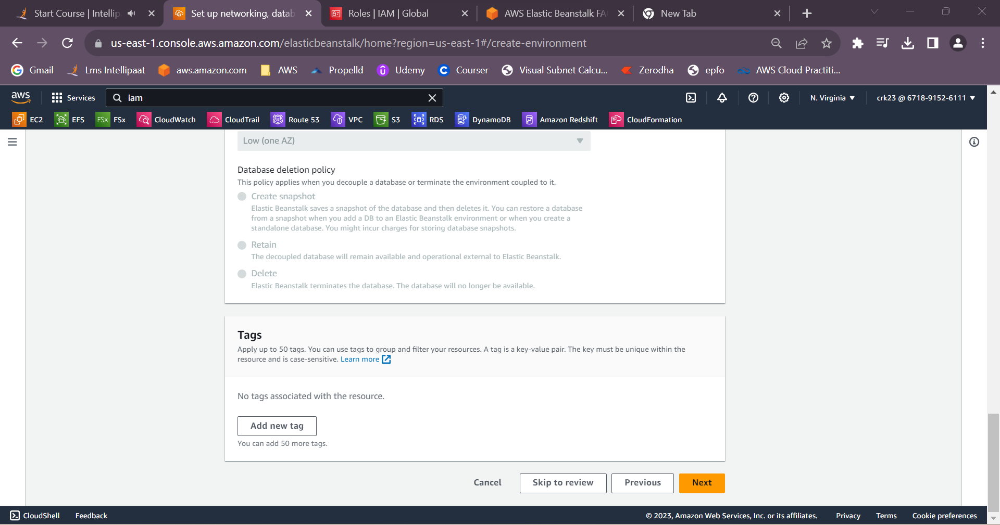 Start Course | Intellip
Set up networking, datab
Roles | IAM | Global
AWS Elastic Beanstalk FA
New Tab
us-east-1.console.aws.amazon.com/elasticbeanstalk/home?region=us-east-1#/create-environment
Gmail
Lms Intellipaat
aws.amazon.com
AWS
Propelld
Udemy
Courser
Visual Subnet Calcu...
Zerodha
epfo
AWS Cloud Practiti...
aws
Services
iam
N. Virginia
crk23 @ 6718-9152-6111
EC2
EFS
FSx
FSx
CloudWatch
CloudTrail
Route 53
VPC
S3
RDS
DynamoDB
Amazon Redshift
CloudFormation
Low (one AZ)
Database deletion policy
This policy applies when you decouple a database or terminate the environment coupled to it.
Create snapshot
Elastic Beanstalk saves a snapshot of the database and then deletes it. You can restore a database
from a snapshot when you add a DB to an Elastic Beanstalk environment or when you create a
standalone database. You might incur charges for storing database snapshots.
Retain
The decoupled database will remain available and operational external to Elastic Beanstalk.
Delete
Elastic Beanstalk terminates the database. The database will no longer be available.
Tags
Apply up to 50 tags. You can use tags to group and filter your resources. A tag is a key-value pair. The key must be unique within the
resource and is case-sensitive. Learn more
No tags associated with the resource.
Add new tag
You can add 50 more tags.
Cancel
Skip to review
Previous
Next
CloudShell
Feedback
© 2023, Amazon Web Services, Inc. or its affiliates.
Privacy
Terms
Cookie preferences